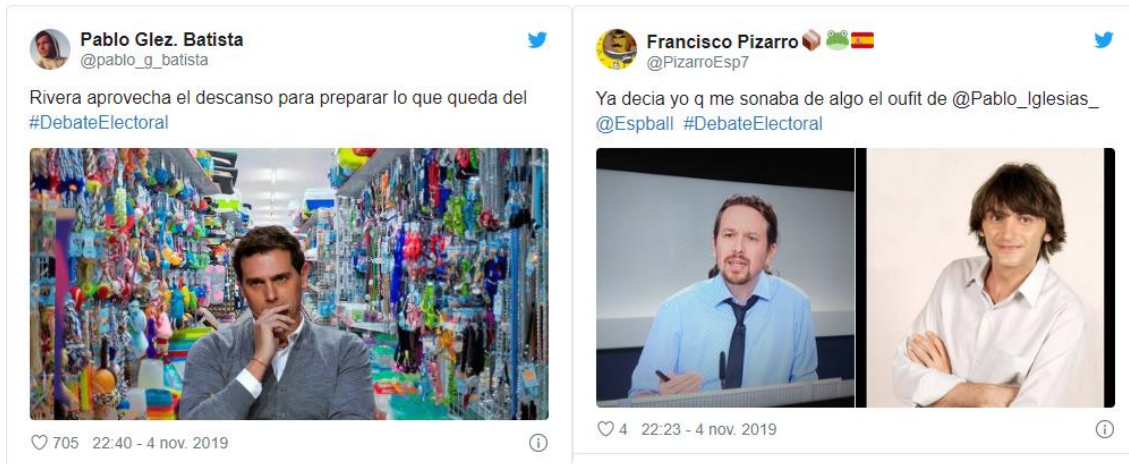 Pablo Glez. Batista
@pablo_g_batista
Rivera aprovecha el descanso para preparar lo que queda del
#DebateElectoral
705 22:40 - 4 nov. 2019
Francisco Pizarro
@PizarroEsp7
Ya decia yo q me sonaba de algo el oufit de @Pablo_Iglesias_
@Espball #DebateElectoral
4 22:23 - 4 nov. 2019